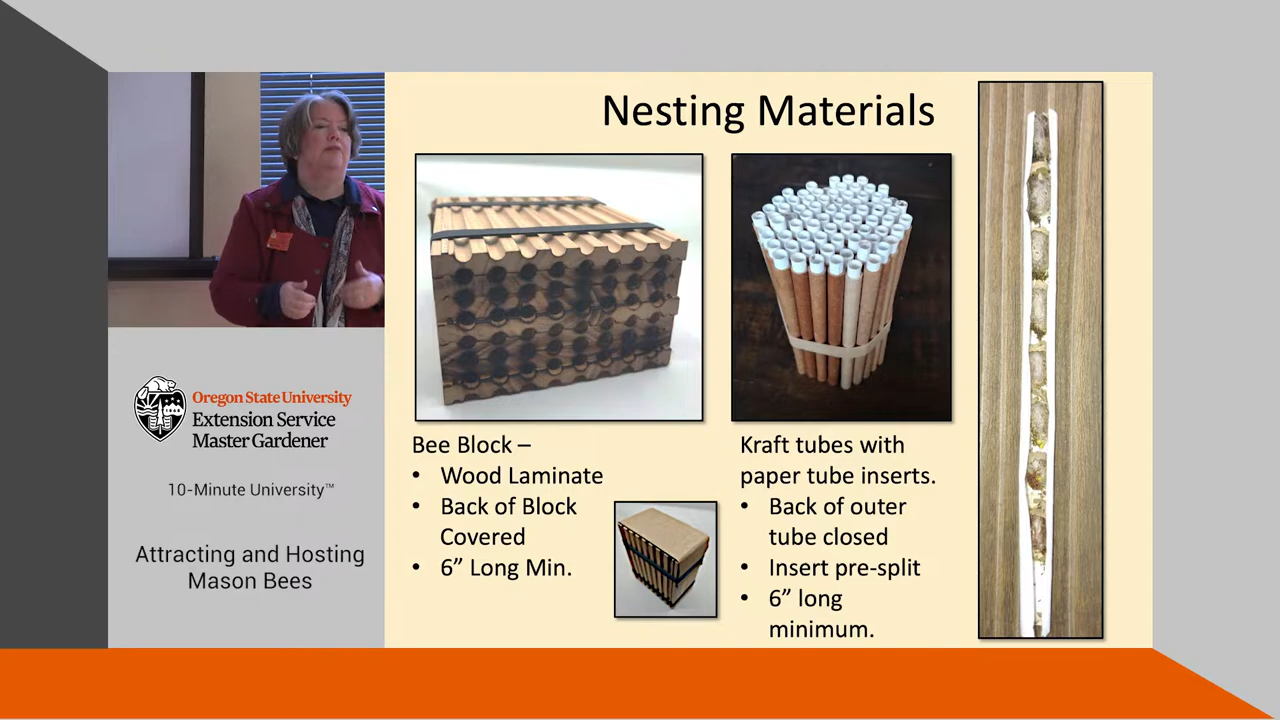 Nesting Materials
Bee Block –
• Wood Laminate
• Back of Block
Covered
• 6” Long Min.
Kraft tubes with
paper tube inserts.
• Back of outer
tube closed
• Insert pre-split
• 6” long
minimum.
Oregon State University
Extension Service
Master Gardener
10-Minute University™
Attracting and Hosting
Mason Bees